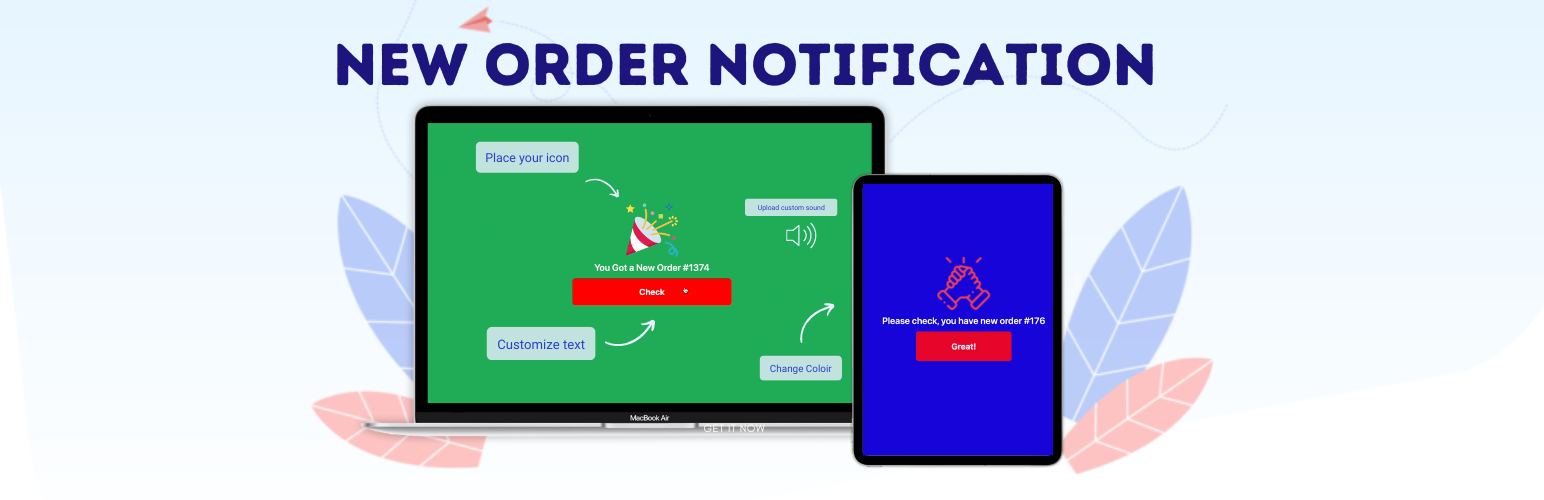 NEW ORDER NOTIFICATION
Place your icon
Upload custom sound
You Got a New Order #1374
Check
Customize text
Change Coloir
MacBook Air
GET IT NOW
Please check, you have new order #176
Great!